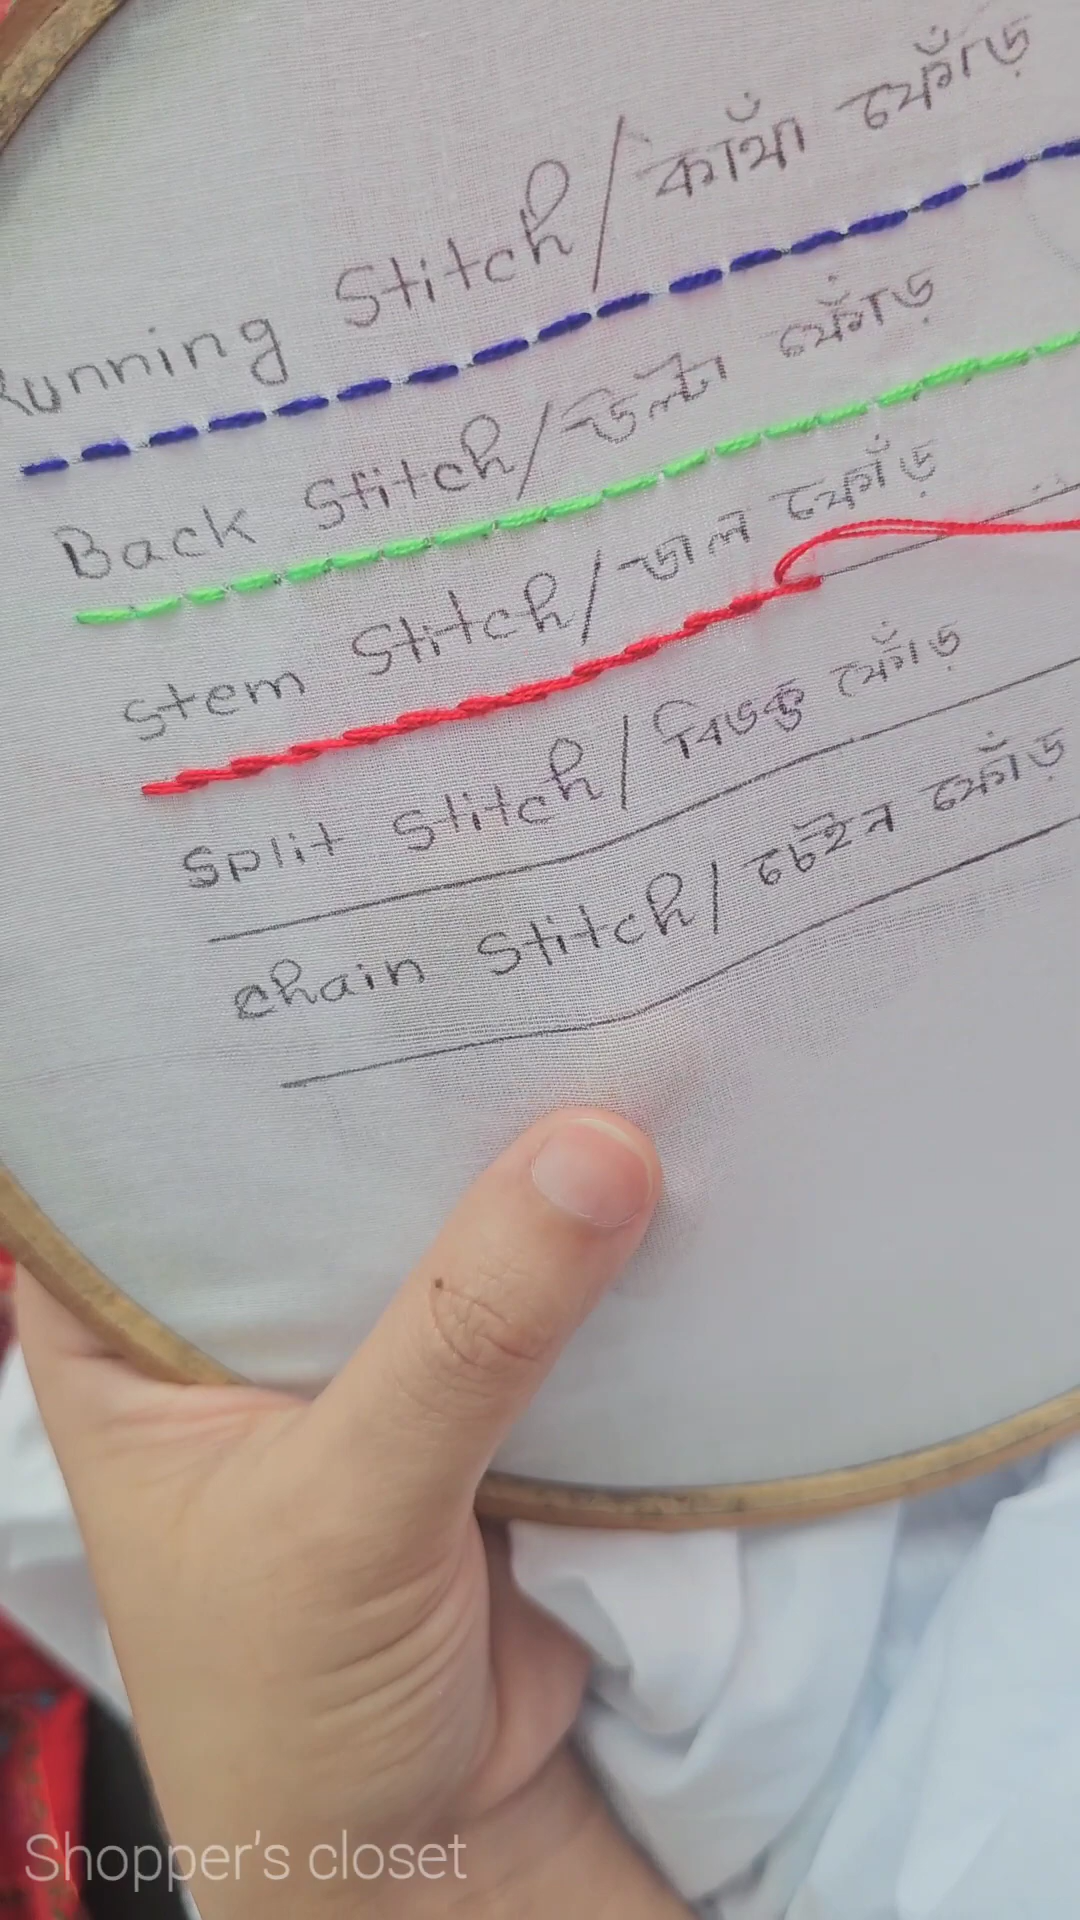 Running Stitch/কাঁথা ফোঁড়
Back Stitch/উল্টা ফোঁড়
Stem Stitch/ডাল ফোঁড়
Split Stitch/বিভক্ত ফোঁড়
chain Stitch/চেইন ফোঁড়
Shopper's closet